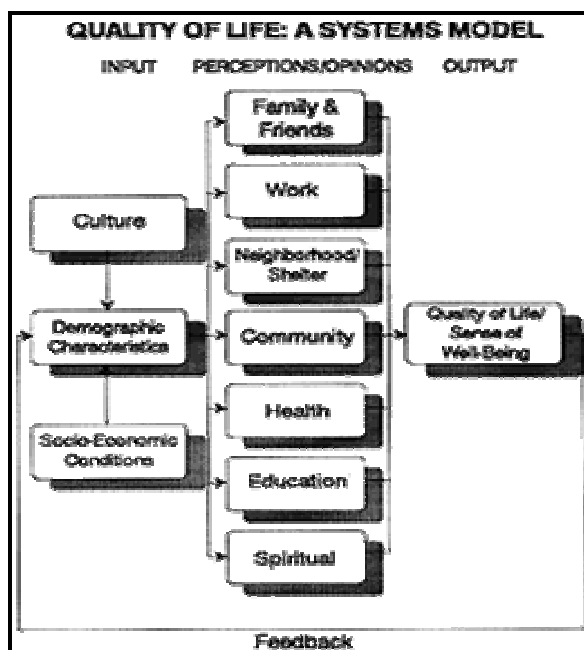 QUALITY OF LIFE: A SYSTEMS MODEL
INPUT PERCEPTIONS/OPINIONS OUTPUT
Family &
Friends
Work
Culture
Neighborhood/
Shelter
Demographic
Characteristics
Community
Quality of Life/
Sense of
Well-Being
Health
Socio-Economic
Conditions
Education
Spiritual
Feedback